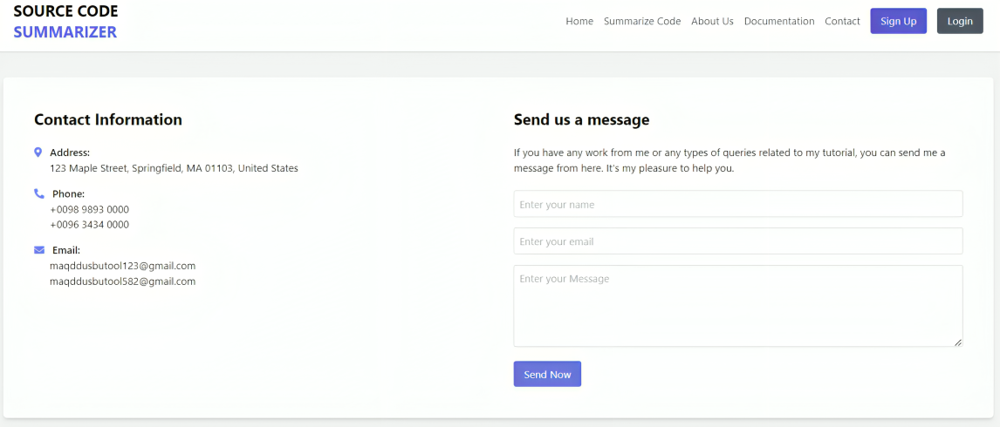 SOURCE CODE
SUMMARIZER
Home Summarize Code About Us Documentation Contact Sign Up Login
Contact Information
Address:
123 Maple Street, Springfield, MA 01103, United States
Phone:
+0098 9893 0000
+0096 3434 0000
Email:
maqddusbutool123@gmail.com
maqddusbutool582@gmail.com
Send us a message
If you have any work from me or any types of queries related to my tutorial, you can send me a
message from here. It's my pleasure to help you.
Enter your name
Enter your email
Enter your Message
Send Now